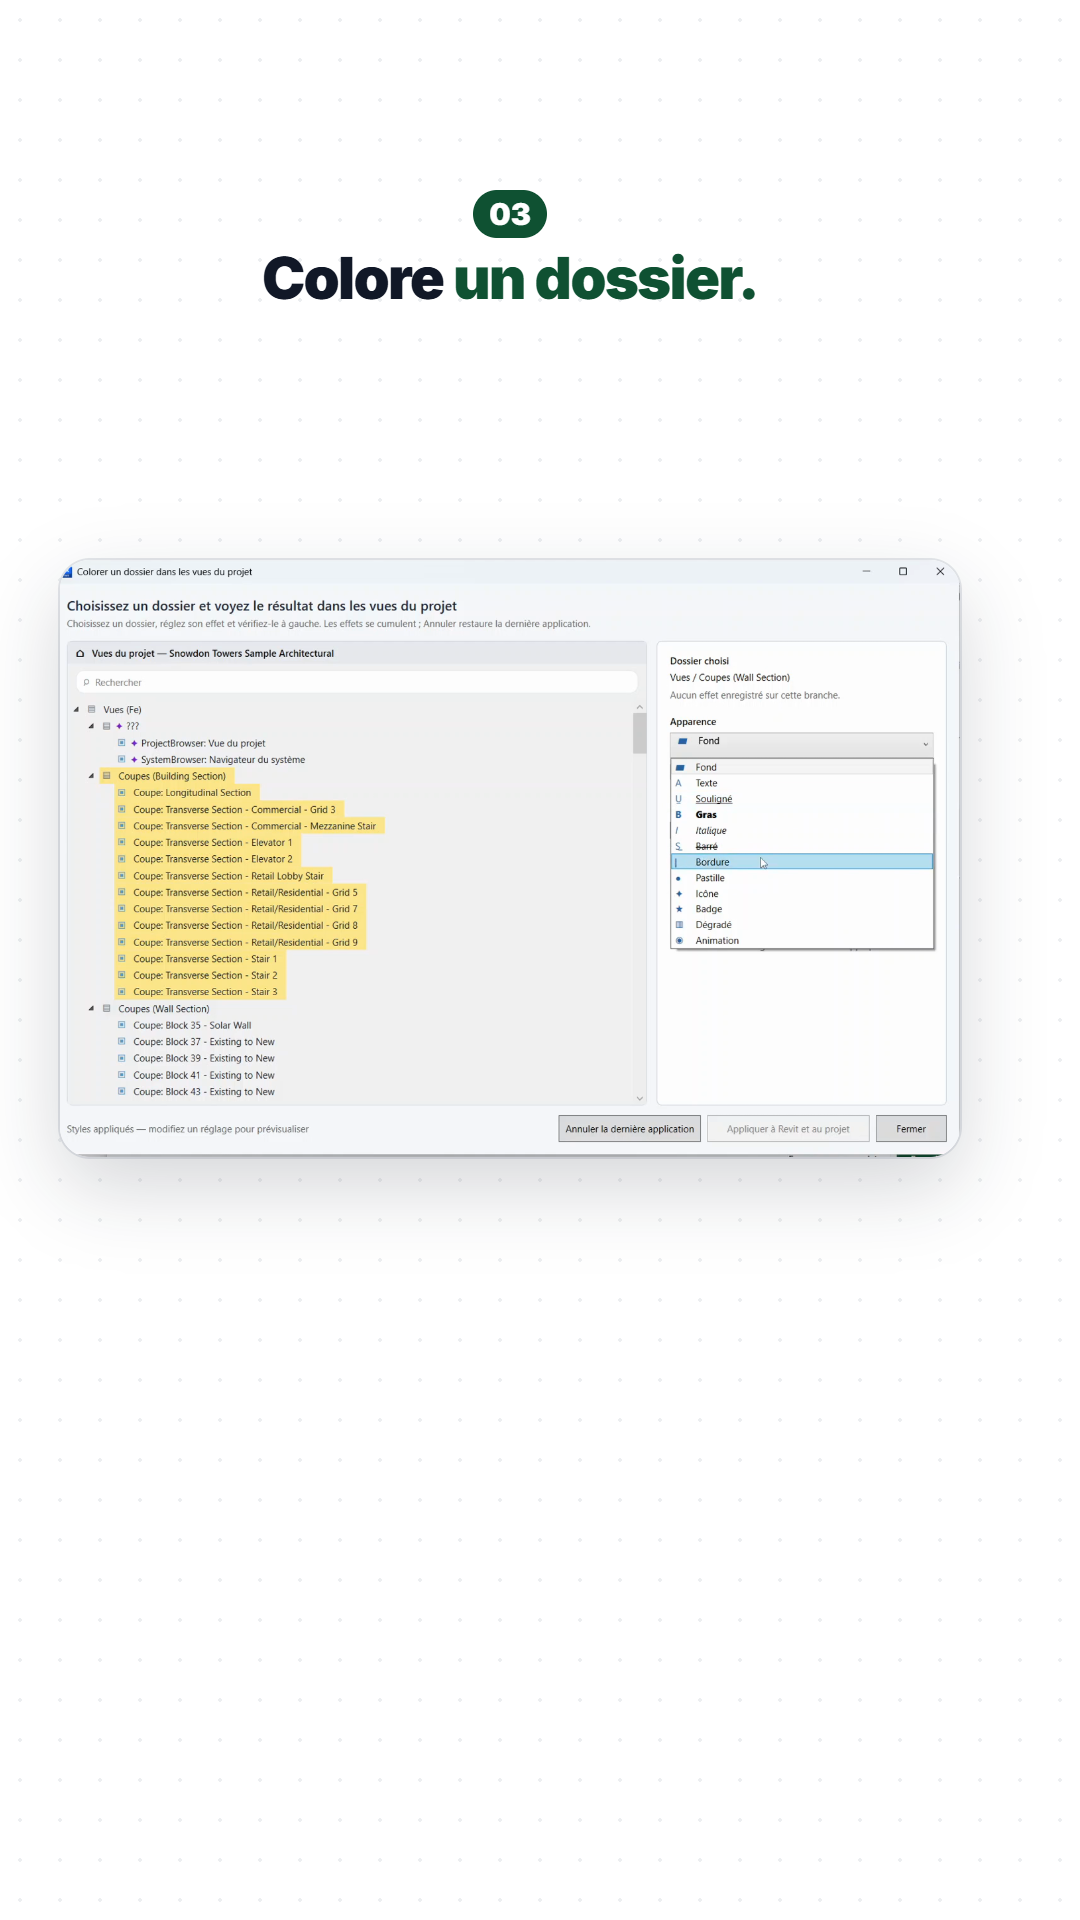 03
Colore un dossier.
Colorer un dossier dans les vues du projet
Choisissez un dossier et voyez le résultat dans les vues du projet
Choisissez un dossier, réglez son effet et vérifiez-le à gauche. Les effets se cumulent ; Annuler restaure la dernière application.
Vues du projet — Snowdon Towers Sample Architectural
Rechercher
Vues (Fe)
???
ProjectBrowser: Vue du projet
SystemBrowser: Navigateur du système
Coupes (Building Section)
Coupe: Longitudinal Section
Coupe: Transverse Section - Commercial - Grid 3
Coupe: Transverse Section - Commercial - Mezzanine Stair
Coupe: Transverse Section - Elevator 1
Coupe: Transverse Section - Elevator 2
Coupe: Transverse Section - Retail Lobby Stair
Coupe: Transverse Section - Retail/Residential - Grid 5
Coupe: Transverse Section - Retail/Residential - Grid 7
Coupe: Transverse Section - Retail/Residential - Grid 8
Coupe: Transverse Section - Retail/Residential - Grid 9
Coupe: Transverse Section - Stair 1
Coupe: Transverse Section - Stair 2
Coupe: Transverse Section - Stair 3
Coupes (Wall Section)
Coupe: Block 35 - Solar Wall
Coupe: Block 37 - Existing to New
Coupe: Block 39 - Existing to New
Coupe: Block 41 - Existing to New
Coupe: Block 43 - Existing to New
Dossier choisi
Vues / Coupes (Wall Section)
Aucun effet enregistré sur cette branche.
Apparence
Fond
Fond
A Texte
U Souligné
B Gras
I Italique
S Barré
Bordure
Pastille
Icône
Badge
Dégradé
Animation
Styles appliqués — modifiez un réglage pour prévisualiser
Annuler la dernière application
Appliquer à Revit et au projet
Fermer